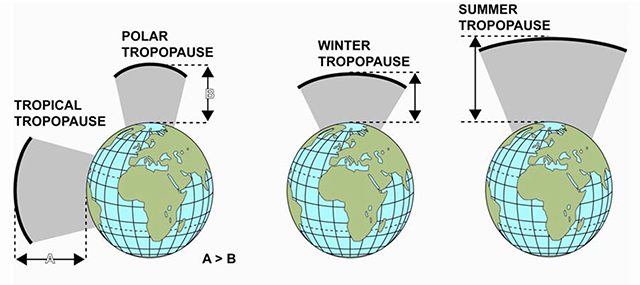 POLAR
TROPOPAUSE
B
TROPICAL
TROPOPAUSE
A
A > B
WINTER
TROPOPAUSE
SUMMER
TROPOPAUSE